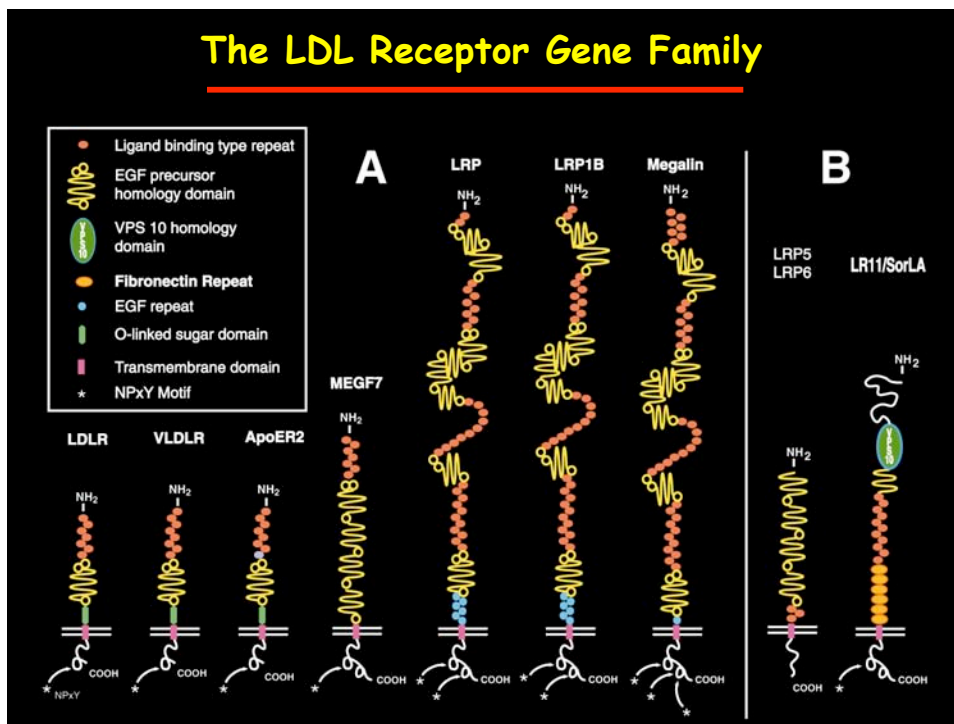 The LDL Receptor Gene Family
Ligand binding type repeat
EGF precursor
homology domain
VPS 10 homology
domain
Fibronectin Repeat
EGF repeat
O-linked sugar domain
Transmembrane domain
* NPxY Motif
VPS10
A
B
LDLR
VLDLR
ApoER2
MEGF7
LRP
LRP1B
Megalin
LRP5
LRP6
LR11/SorLA
NH2
NH2
NH2
NH2
NH2
NH2
NH2
NH2
NH2
VPS10
COOH
COOH
COOH
COOH
COOH
COOH
COOH
COOH
COOH
* NPxY
*
*
*
* *
* *
* * *
*